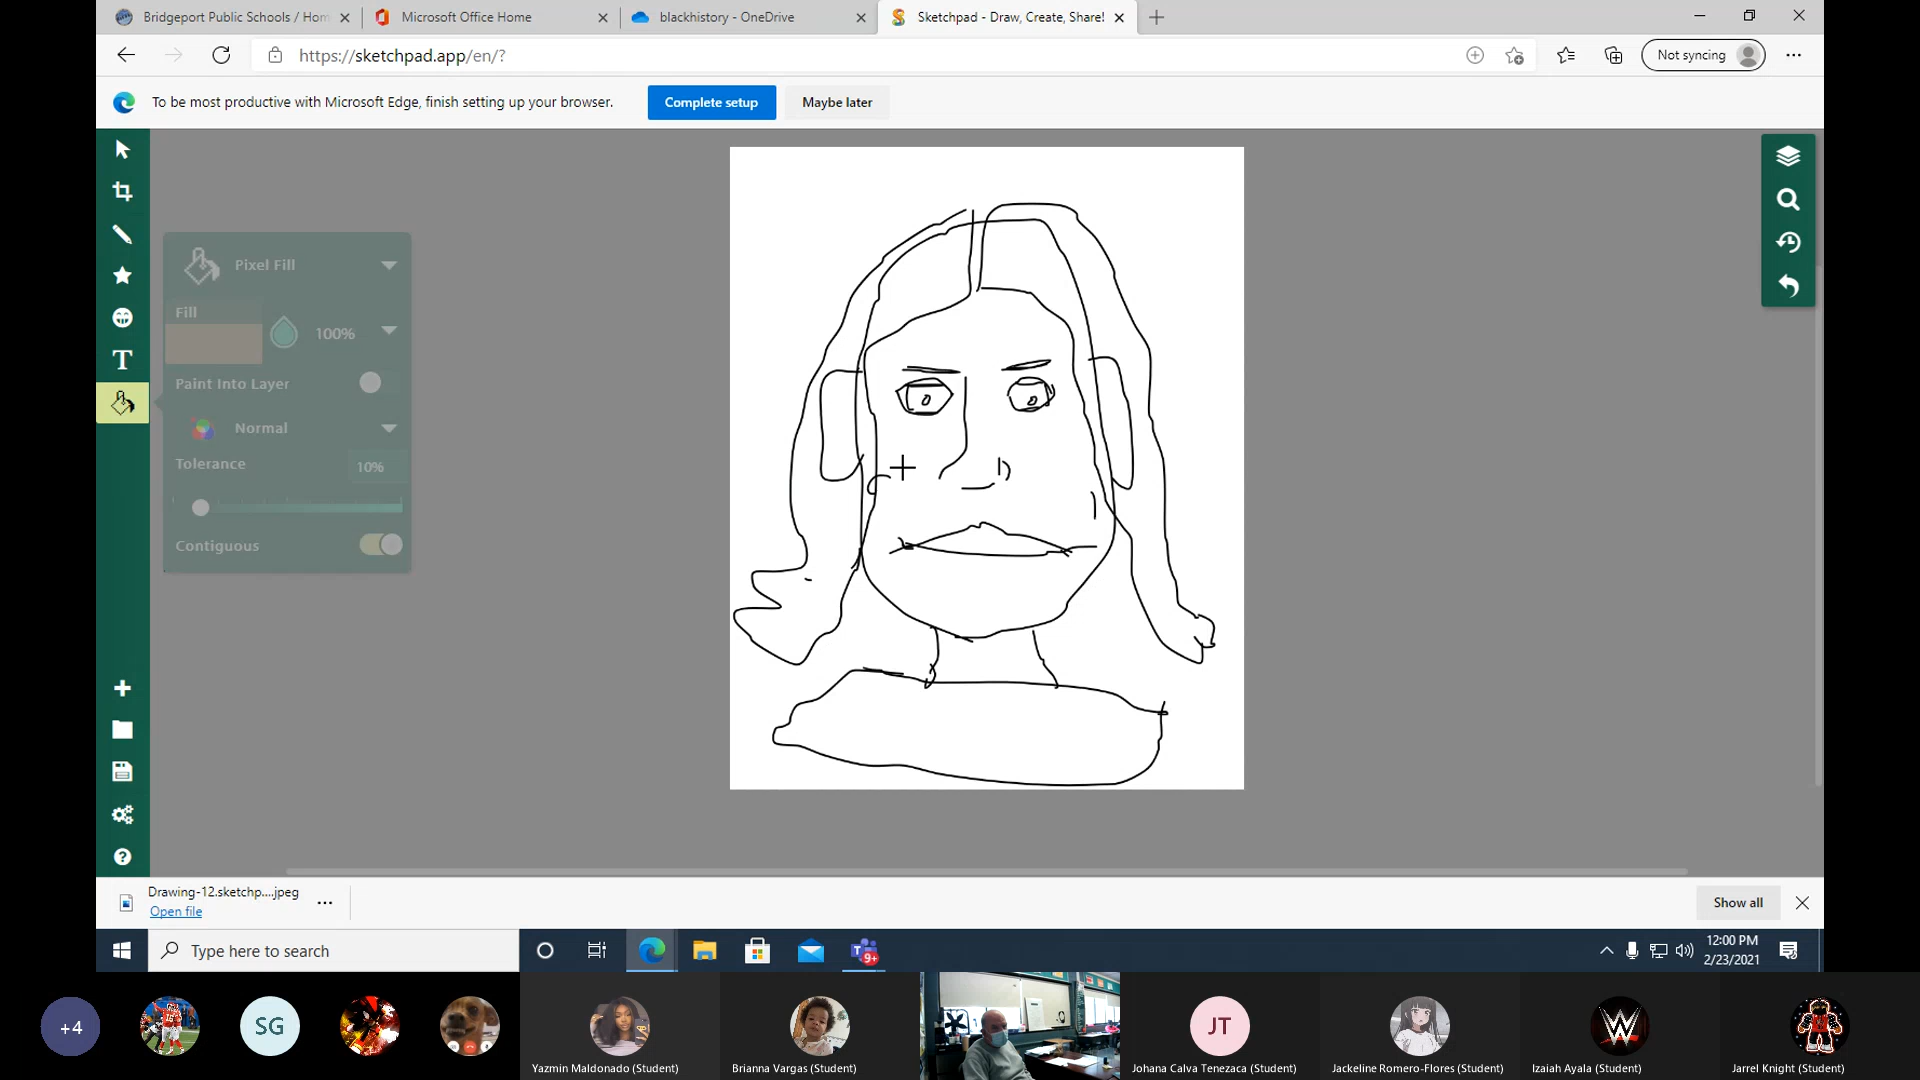 Bridgeport Public Schools / Hom
Microsoft Office Home
blackhistory - OneDrive
Sketchpad - Draw, Create, Share!
https://sketchpad.app/en/?
Not syncing
To be most productive with Microsoft Edge, finish setting up your browser.
Complete setup
Maybe later
Pixel Fill
Fill
100%
Paint Into Layer
Normal
Tolerance
10%
Contiguous
T
Drawing-12.sketchp....jpeg
Open file
Show all
Type here to search
9+
12:00 PM
2/23/2021
+4
SG
JT
Yazmin Maldonado (Student)
Brianna Vargas (Student)
Johana Calva Tenezaca (Student)
Jackeline Romero-Flores (Student)
Izaiah Ayala (Student)
Jarrel Knight (Student)